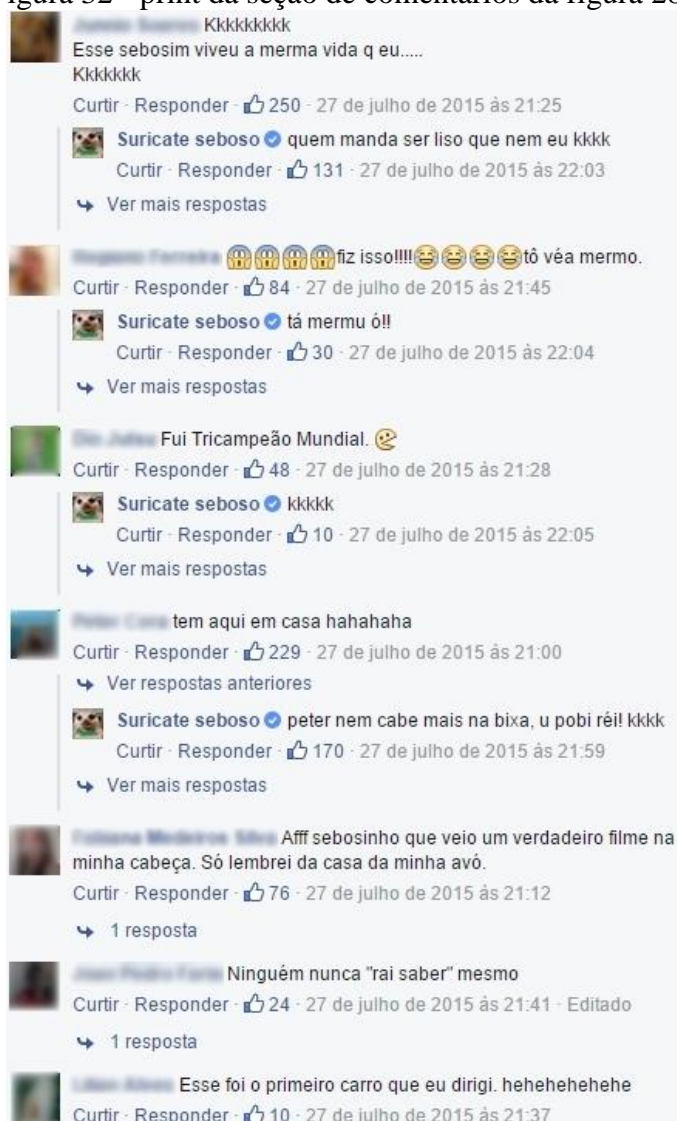 gura 32 - print da seção de comentários da figura 28
Kkkkkkkkk
Esse sebosim viveu a merma vida q eu.....
Kkkkkkk
Curtir · Responder · 250 · 27 de julho de 2015 às 21:25
Suricate seboso quem manda ser liso que nem eu kkkk
Curtir · Responder · 131 · 27 de julho de 2015 às 22:03
Ver mais respostas
fiz isso!!!! tô véa mermo.
Curtir · Responder · 84 · 27 de julho de 2015 às 21:45
Suricate seboso tá mermu ó!!
Curtir · Responder · 30 · 27 de julho de 2015 às 22:04
Ver mais respostas
Fui Tricampeão Mundial.
Curtir · Responder · 48 · 27 de julho de 2015 às 21:28
Suricate seboso kkkkk
Curtir · Responder · 10 · 27 de julho de 2015 às 22:05
Ver mais respostas
tem aqui em casa hahahaha
Curtir · Responder · 229 · 27 de julho de 2015 às 21:00
Ver respostas anteriores
Suricate seboso peter nem cabe mais na bixa, u pobi réi! kkkk
Curtir · Responder · 170 · 27 de julho de 2015 às 21:59
Ver mais respostas
Afff sebosinho que veio um verdadeiro filme na
minha cabeça. Só lembrei da casa da minha avó.
Curtir · Responder · 76 · 27 de julho de 2015 às 21:12
1 resposta
Ninguém nunca "rai saber" mesmo
Curtir · Responder · 24 · 27 de julho de 2015 às 21:41 · Editado
1 resposta
Esse foi o primeiro carro que eu dirigi. hehehehehehe
Curtir · Responder · 10 · 27 de julho de 2015 às 21:37